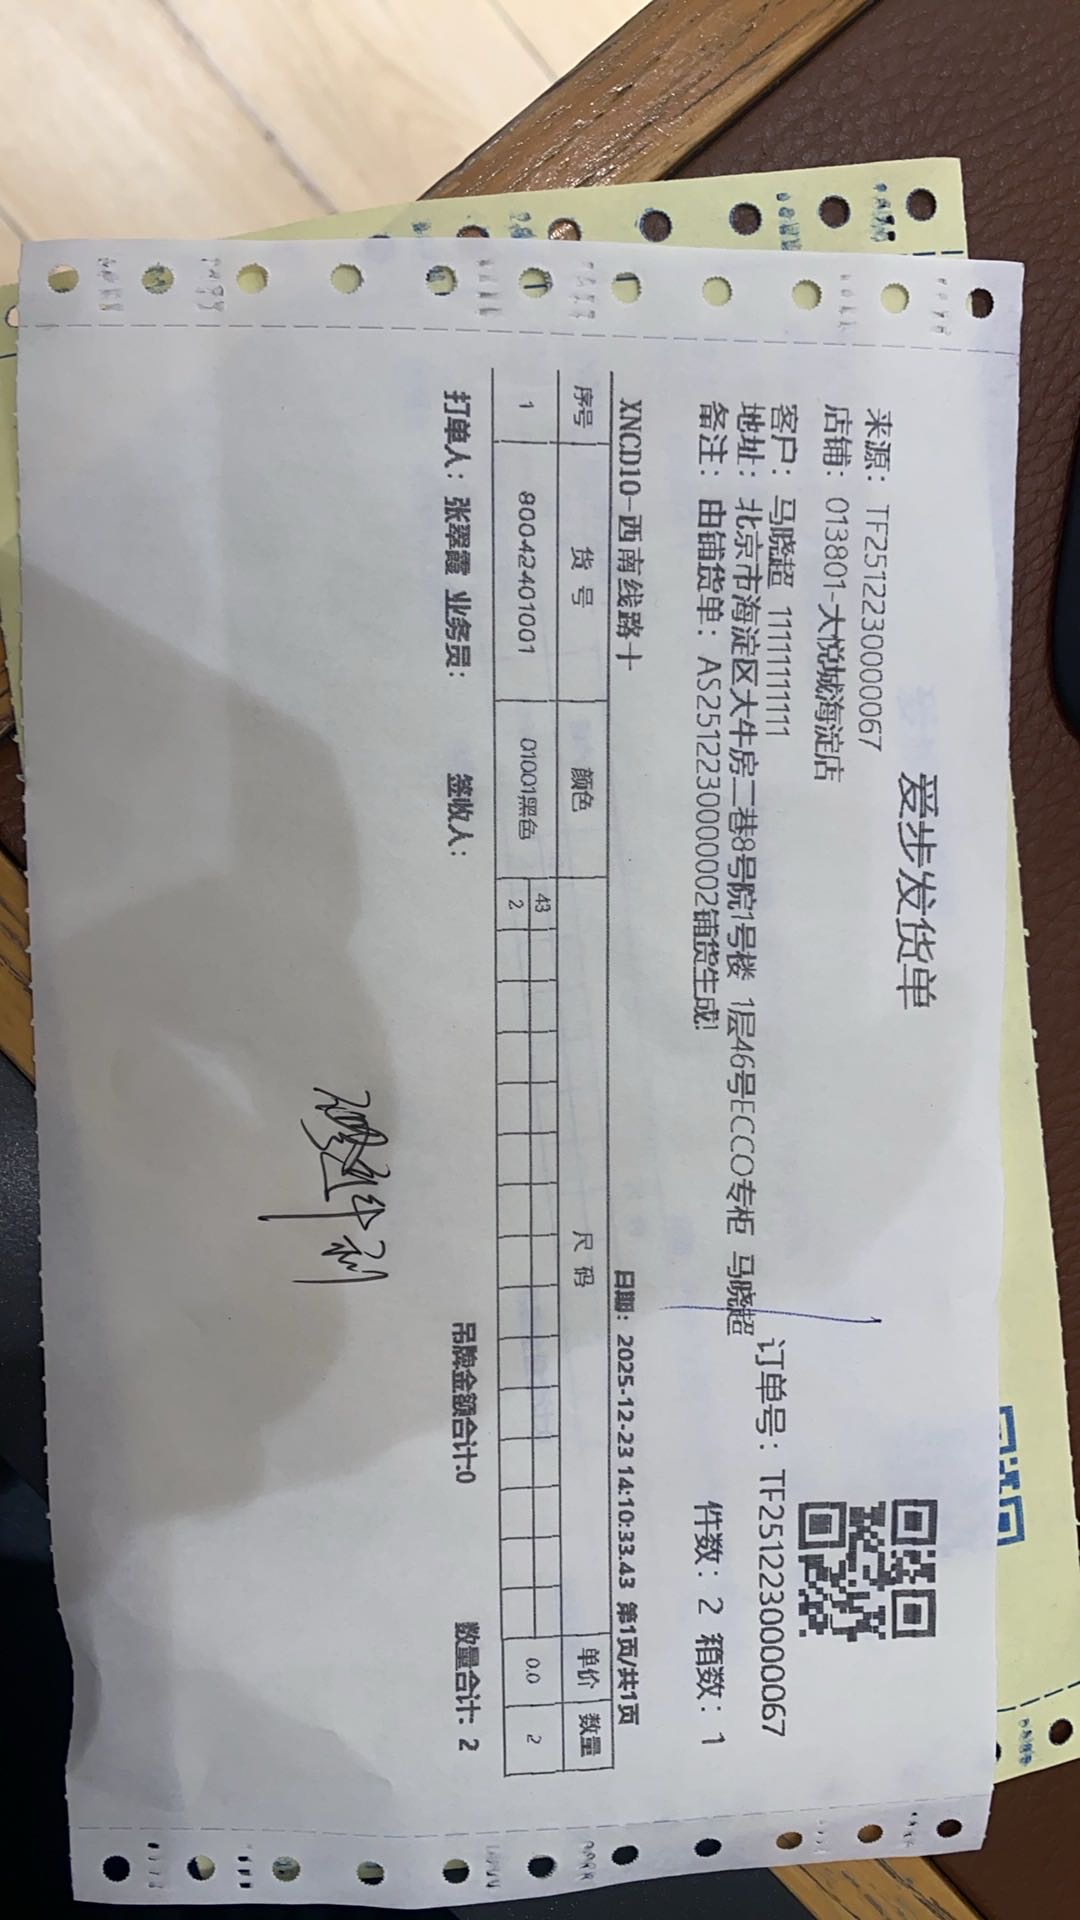 爱步发货单
来源：TF2512230000067
店铺：013801-大悦城海淀店
客户：马晓超 11111111111
订单号：TF2512230000067
地址：北京市海淀区大牛房二巷8号院1号楼 1层46号ECCO专柜 马晓超
备注：由铺货单：AS2512230000002铺货生成!
件数：2 箱数：1
XNCD10-西南线路十 日期：2025-12-23 14:10:33.43 第1页/共1页
序号 货号 颜色 尺码 单价 数量
43
1 80042401001 01001黑色 2 0.0 2
打单人：张翠霞 业务员： 签收人： 吊牌金额合计:0 数量合计：2